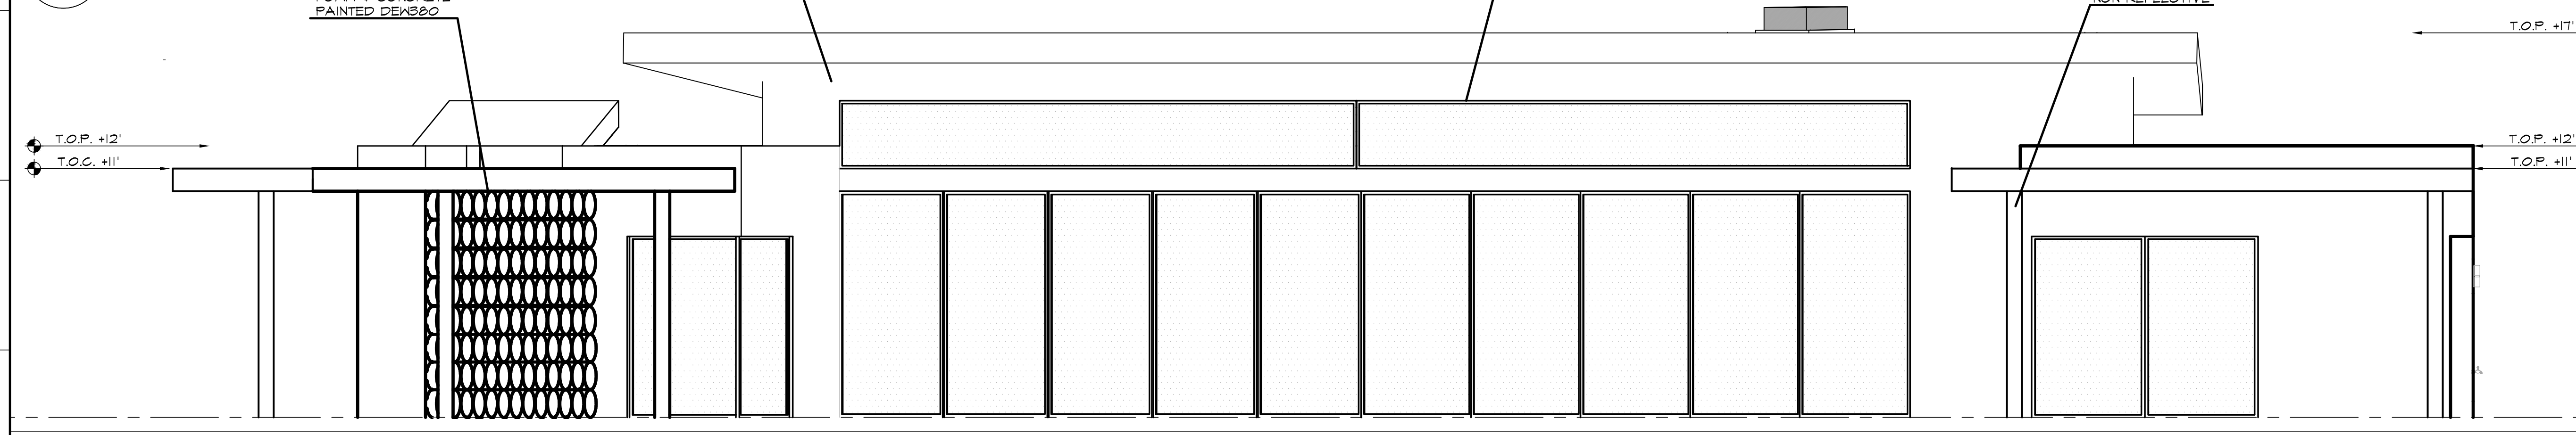 PAINTED DEW380
T.O.P. +17'
T.O.P. +12'
T.O.C. +11'
T.O.P. +12'
T.O.P. +11'